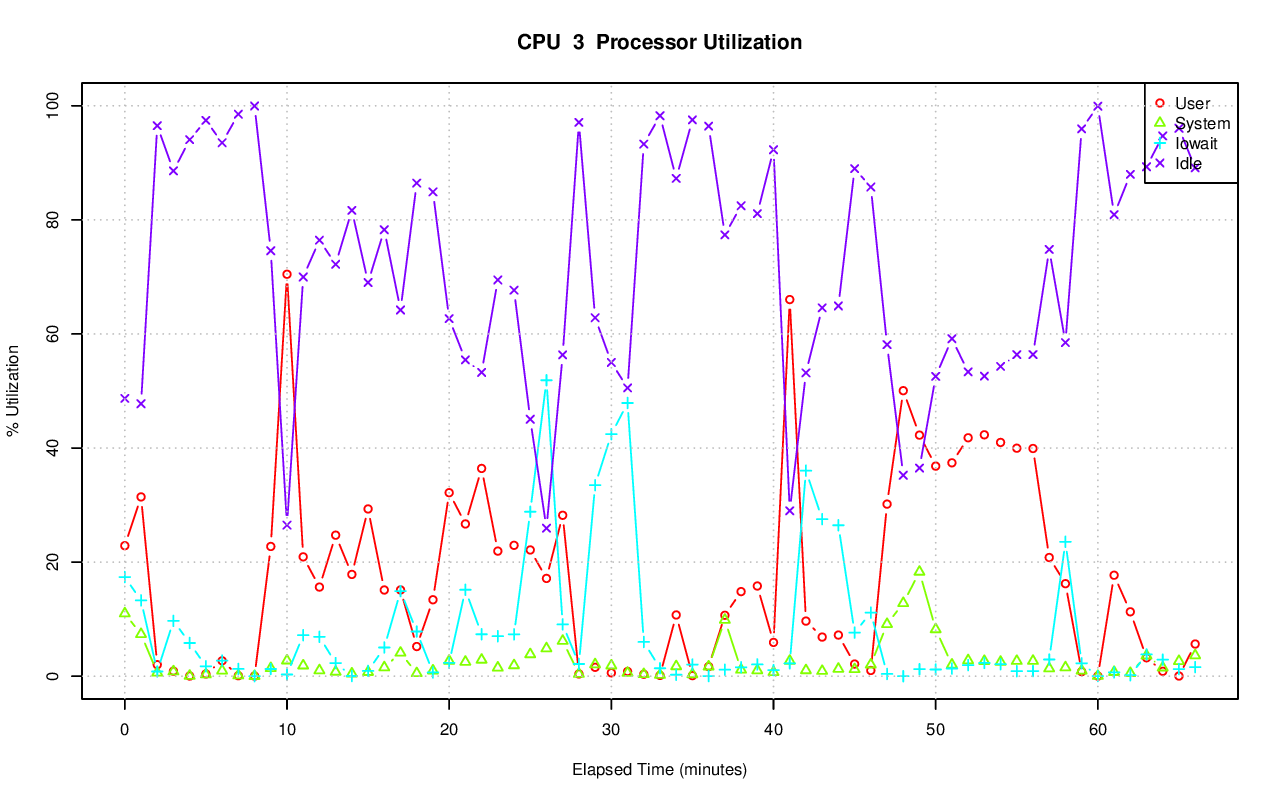 CPU 3 Processor Utilization
% Utilization
100
80
60
40
20
0
User
System
Iowait
Idle
0 10 20 30 40 50 60
Elapsed Time (minutes)